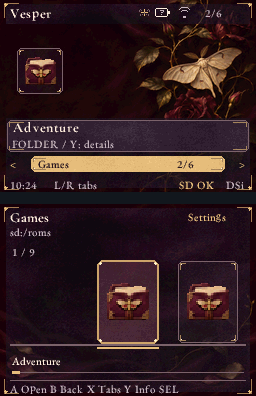 Vesper 2/6
Adventure
FOLDER / Y: details
< Games 2/6 >
10:24 L/R tabs SD OK DSi
Games Settings
sd:/roms
1 / 9
Adventure
A Open B Back X Tabs Y Info SEL